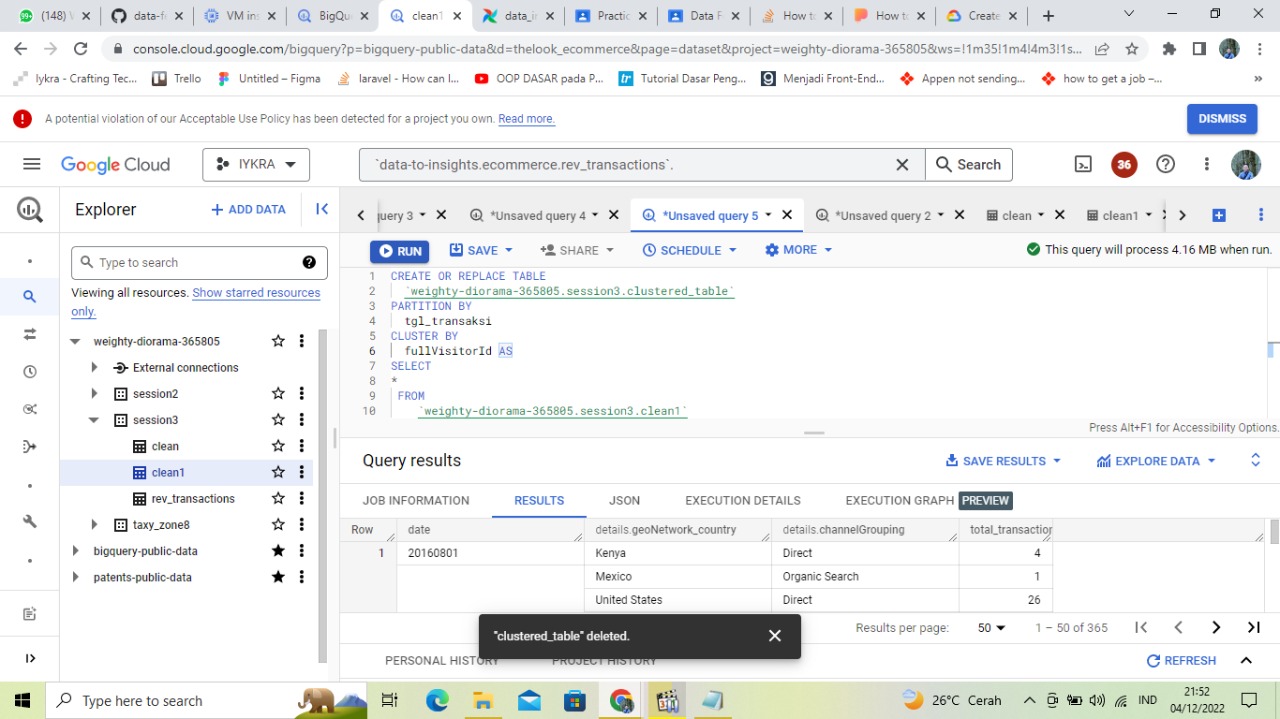 (148) W
data-f
VM ins
BigQu
clean1
data_i
Practic
Data F
How t
How t
Create
console.cloud.google.com/bigquery?p=bigquery-public-data&d=thelook_ecommerce&page=dataset&project=weighty-diorama-365805&ws=!1m35!1m4!4m3!1s...
Iykra - Crafting Tec...
Trello
Untitled – Figma
laravel - How can I...
OOP DASAR pada P...
Tutorial Dasar Peng...
Menjadi Front-End...
Appen not sending...
how to get a job –...
»
A potential violation of our Acceptable Use Policy has been detected for a project you own. Read more.
DISMISS
Google Cloud
IYKRA
`data-to-insights.ecommerce.rev_transactions`.
Search
36
Explorer
+ ADD DATA
Type to search
Viewing all resources. Show starred resources
only.
weighty-diorama-365805
External connections
session2
session3
clean
clean1
rev_transactions
taxy_zone8
bigquery-public-data
patents-public-data
uery 3
*Unsaved query 4
*Unsaved query 5
*Unsaved query 2
clean
clean1
RUN
SAVE
SHARE
SCHEDULE
MORE
This query will process 4.16 MB when run.
1 CREATE OR REPLACE TABLE
2 `weighty-diorama-365805.session3.clustered_table`
3 PARTITION BY
4 tgl_transaksi
5 CLUSTER BY
6 fullVisitorId AS
7 SELECT
8 *
9 FROM
10 `weighty-diorama-365805.session3.clean1`
Press Alt+F1 for Accessibility Options.
Query results
SAVE RESULTS
EXPLORE DATA
JOB INFORMATION
RESULTS
JSON
EXECUTION DETAILS
EXECUTION GRAPH PREVIEW
Row date details.geoNetwork_country details.channelGrouping total_transaction
1 20160801 Kenya Direct 4
Mexico Organic Search 1
United States Direct 26
"clustered_table" deleted.
Results per page: 50 1 – 50 of 365
PERSONAL HISTORY
PROJECT HISTORY
REFRESH
Type here to search
26°C Cerah
IND
21:52
04/12/2022